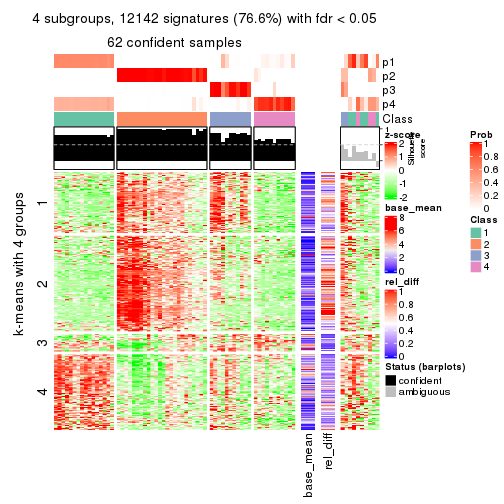 4 subgroups, 12142 signatures (76.6%) with fdr < 0.05
62 confident samples
p1
p2
p3
p4
Class
1
Silhouette
score
k-means with 4 groups
1
2
3
4
base_mean
rel_diff
z-score
2
1
0
-1
-2
base_mean
8
6
4
2
0
rel_diff
1
0.8
0.6
0.4
0.2
0
Status (barplots)
confident
ambiguous
Prob
1
0.8
0.6
0.4
0.2
0
Class
1
2
3
4